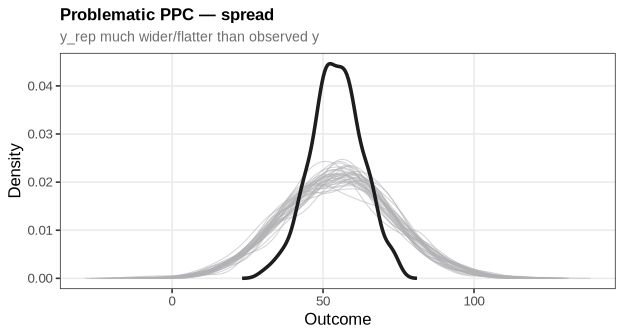 Problematic PPC — spread
y_rep much wider/flatter than observed y
0.04
0.03
0.02
0.01
0.00
Density
0
50
100
Outcome